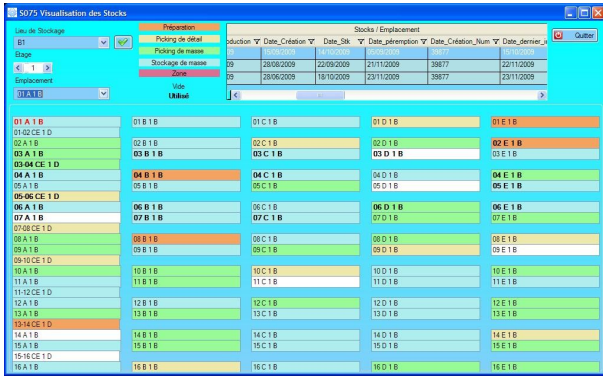 S075 Visualisation des Stocks
Lieu de Stockage
B1
Etage
1
Emplacement
01 A 1 B
Préparation
Picking de détail
Picking de masse
Stockage de masse
Zone
Vide
Utilisé
Stocks / Emplacement
oduction Date_Création Date_Stk Date_péremption Date_Création_Num Date_dernier_i
09 15/09/2009 14/10/2009 05/09/2009 39877 15/10/2009
09 28/08/2009 22/09/2009 21/11/2009 39877 22/11/2009
09 28/06/2009 18/10/2009 23/11/2009 39877 23/11/2009
Quitter
01 A 1 B 01 B 1 B 01 C 1 B 01 D 1 B 01 E 1 B
01-02 CE 1 D
02 A 1 B 02 B 1 B 02 C 1 B 02 D 1 B 02 E 1 B
03 A 1 B 03 B 1 B 03 C 1 B 03 D 1 B 03 E 1 B
03-04 CE 1 D
04 A 1 B 04 B 1 B 04 C 1 B 04 D 1 B 04 E 1 B
05 A 1 B 05 B 1 B 05 C 1 B 05 D 1 B 05 E 1 B
05-06 CE 1 D
06 A 1 B 06 B 1 B 06 C 1 B 06 D 1 B 06 E 1 B
07 A 1 B 07 B 1 B 07 C 1 B 07 D 1 B 07 E 1 B
07-08 CE 1 D
08 A 1 B 08 B 1 B 08 C 1 B 08 D 1 B 08 E 1 B
09 A 1 B 09 B 1 B 09 C 1 B 09 D 1 B 09 E 1 B
09-10 CE 1 D
10 A 1 B 10 B 1 B 10 C 1 B 10 D 1 B 10 E 1 B
11 A 1 B 11 B 1 B 11 C 1 B 11 D 1 B 11 E 1 B
11-12 CE 1 D
12 A 1 B 12 B 1 B 12 C 1 B 12 D 1 B 12 E 1 B
13 A 1 B 13 B 1 B 13 C 1 B 13 D 1 B 13 E 1 B
13-14 CE 1 D
14 A 1 B 14 B 1 B 14 C 1 B 14 D 1 B 14 E 1 B
15 A 1 B 15 B 1 B 15 C 1 B 15 D 1 B 15 E 1 B
15-16 CE 1 D
16 A 1 B 16 B 1 B 16 C 1 B 16 D 1 B 16 E 1 B